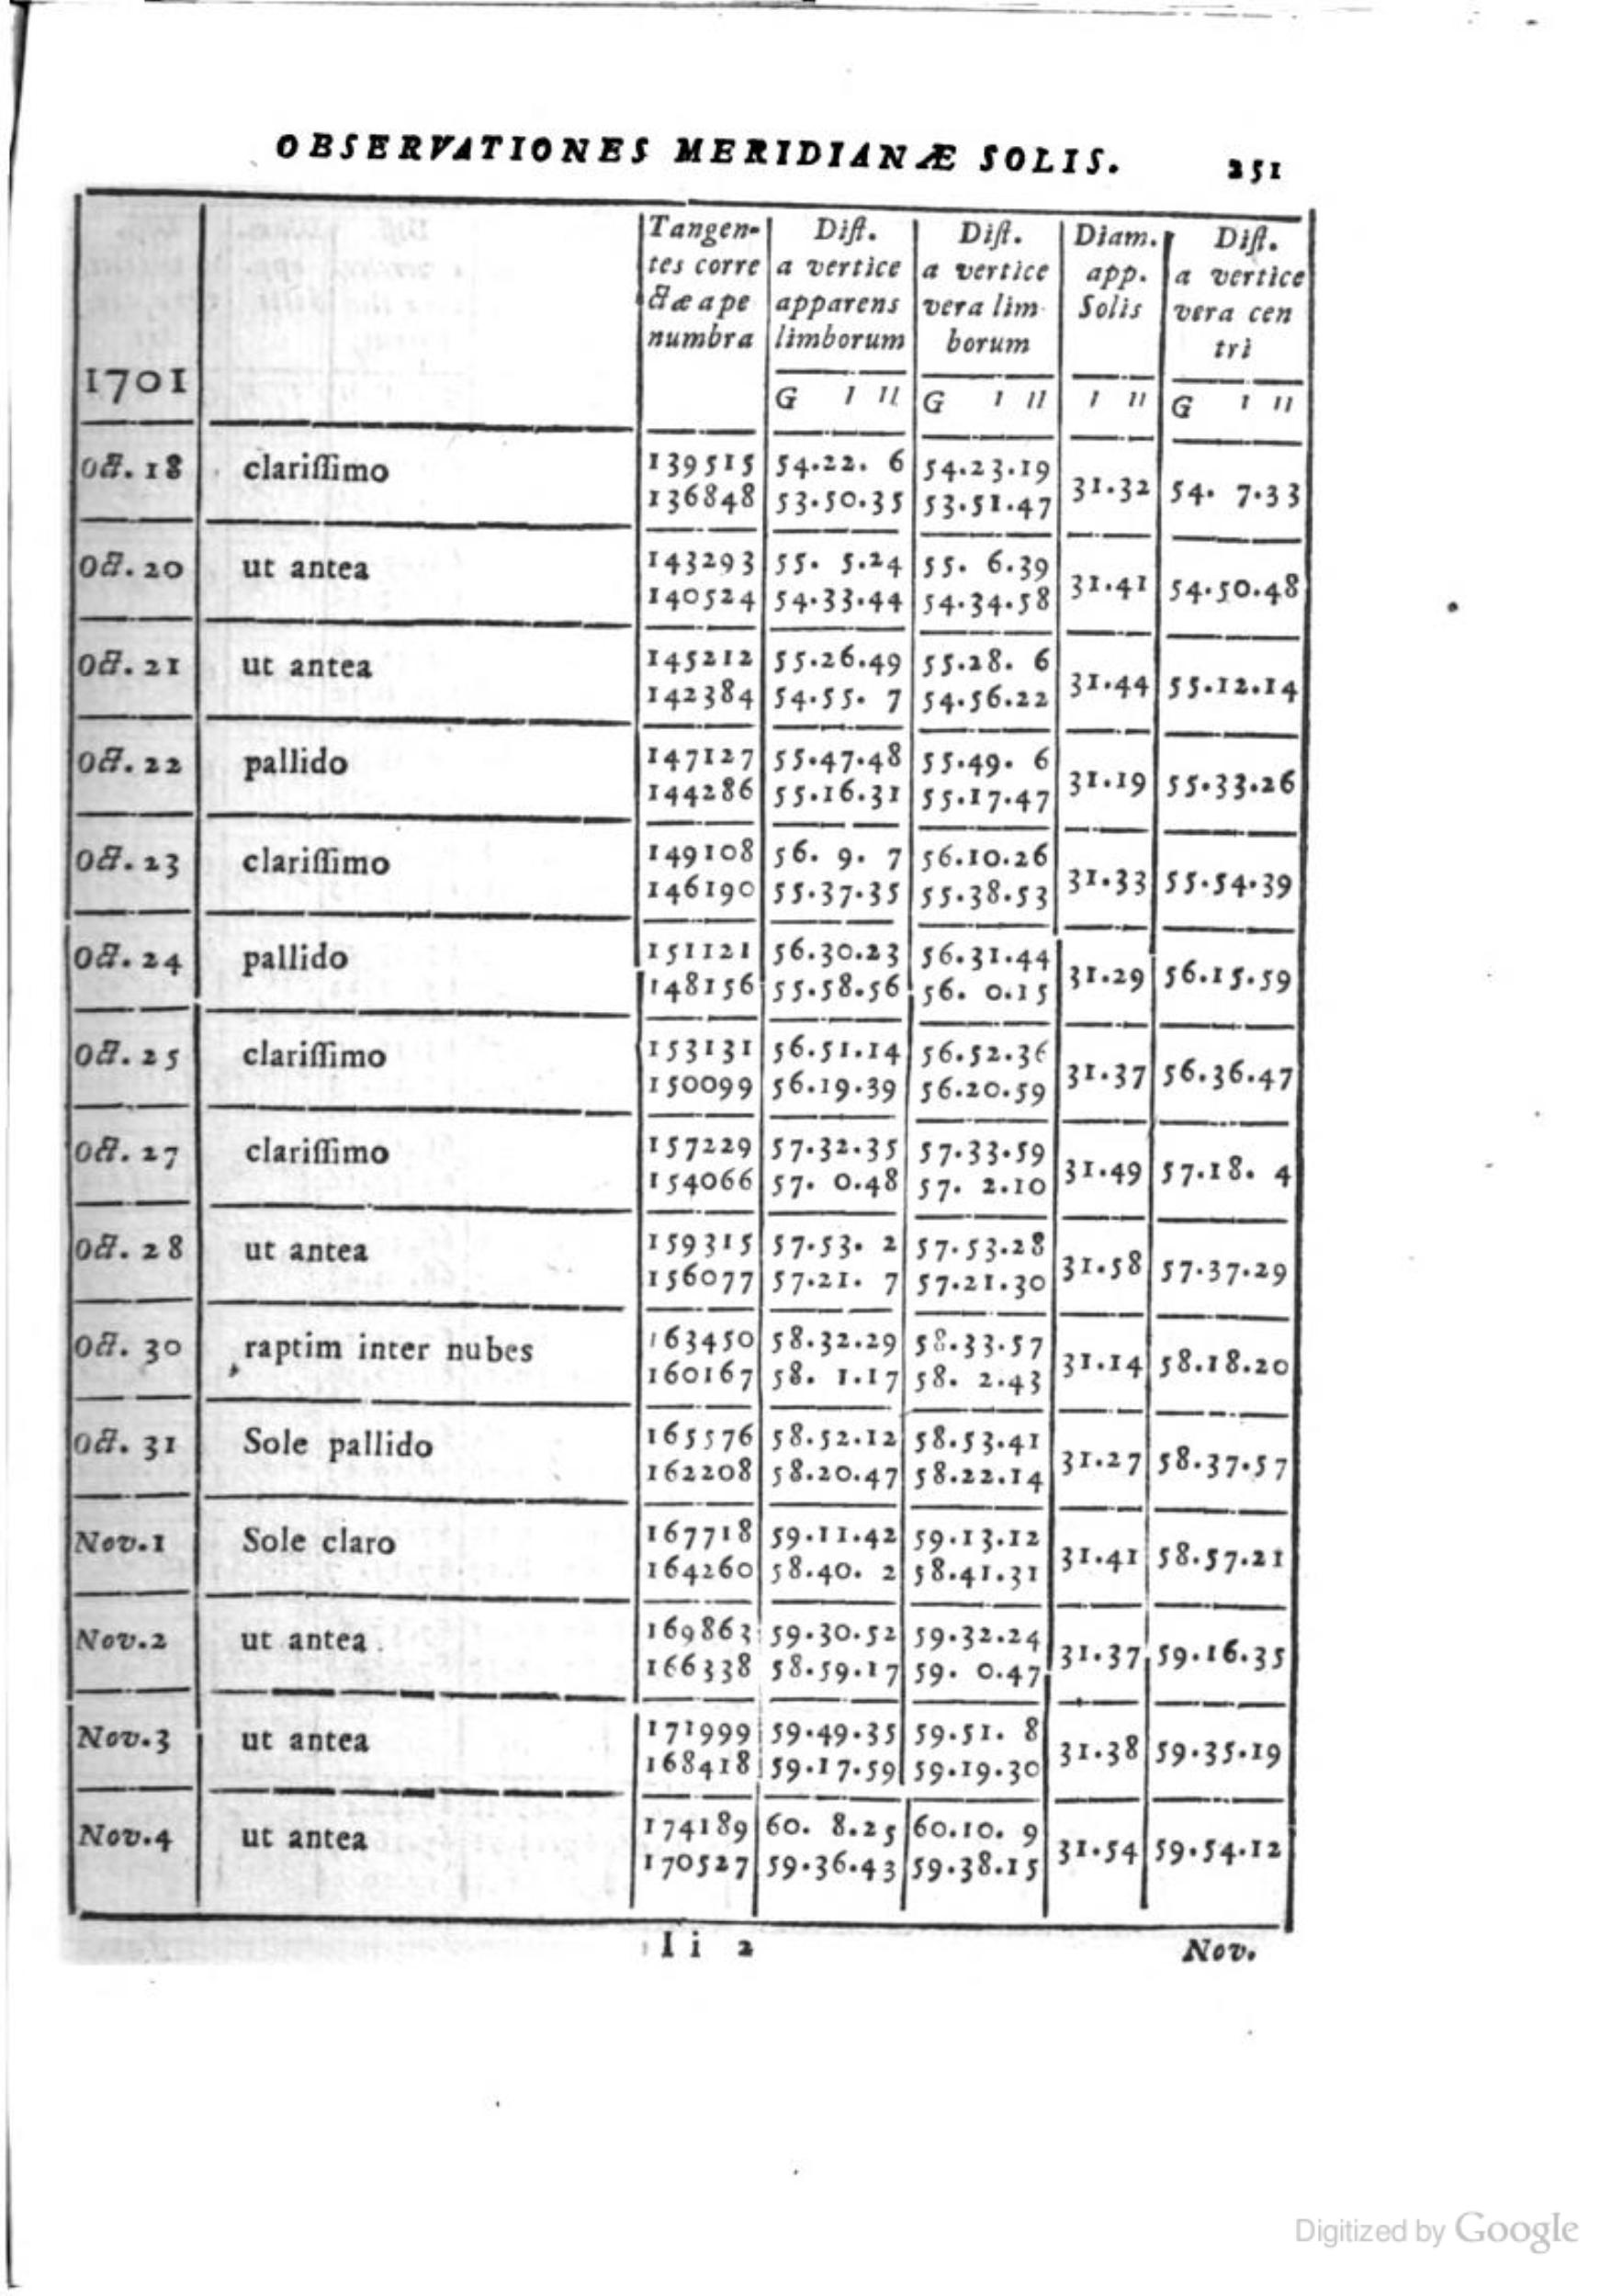 OBSERVATIONES MERIDIANÆ SOLIS. 251
1701 | | Tangen-tes corre ctæ a pe numbra | Dist. a vertice apparens limborum G I II | Dist. a vertice vera lim borum G I II | Diam. app. Solis I II | Dist. a vertice vera cen tri G I II
Oct. 18 clarissimo 139515 54.22. 6 54.23.19 31.32 54. 7.33
136848 53.50.35 53.51.47
Oct. 20 ut antea 143293 55. 5.24 55. 6.39 31.41 54.50.48
140524 54.33.44 54.34.58
Oct. 21 ut antea 145212 55.26.49 55.28. 6 31.44 55.12.14
142384 54.55. 7 54.56.22
Oct. 22 pallido 147127 55.47.48 55.49. 6 31.19 55.33.26
144286 55.16.31 55.17.47
Oct. 23 clarissimo 149108 56. 9. 7 56.10.26 31.33 55.54.39
146190 55.37.35 55.38.53
Oct. 24 pallido 151121 56.30.23 56.31.44 31.29 56.15.59
148156 55.58.56 56. 0.15
Oct. 25 clarissimo 153131 56.51.14 56.52.36 31.37 56.36.47
150099 56.19.39 56.20.59
Oct. 27 clarissimo 157229 57.32.35 57.33.59 31.49 57.18. 4
154066 57. 0.48 57. 2.10
Oct. 28 ut antea 159315 57.53. 2 57.53.28 31.58 57.37.29
156077 57.21. 7 57.21.30
Oct. 30 raptim inter nubes 163450 58.32.29 58.33.57 31.14 58.18.20
160167 58. 1.17 58. 2.43
Oct. 31 Sole pallido 165576 58.52.12 58.53.41 31.27 58.37.57
162208 58.20.47 58.22.14
Nov.1 Sole claro 167718 59.11.42 59.13.12 31.41 58.57.21
164260 58.40. 2 58.41.31
Nov.2 ut antea 169863 59.30.52 59.32.24 31.37 59.16.35
166338 58.59.17 59. 0.47
Nov.3 ut antea 171999 59.49.35 59.51. 8 31.38 59.35.19
168418 59.17.59 59.19.30
Nov.4 ut antea 174189 60. 8.25 60.10. 9 31.54 59.54.12
170527 59.36.43 59.38.15
Ii 2 Nov.
Digitized by Google